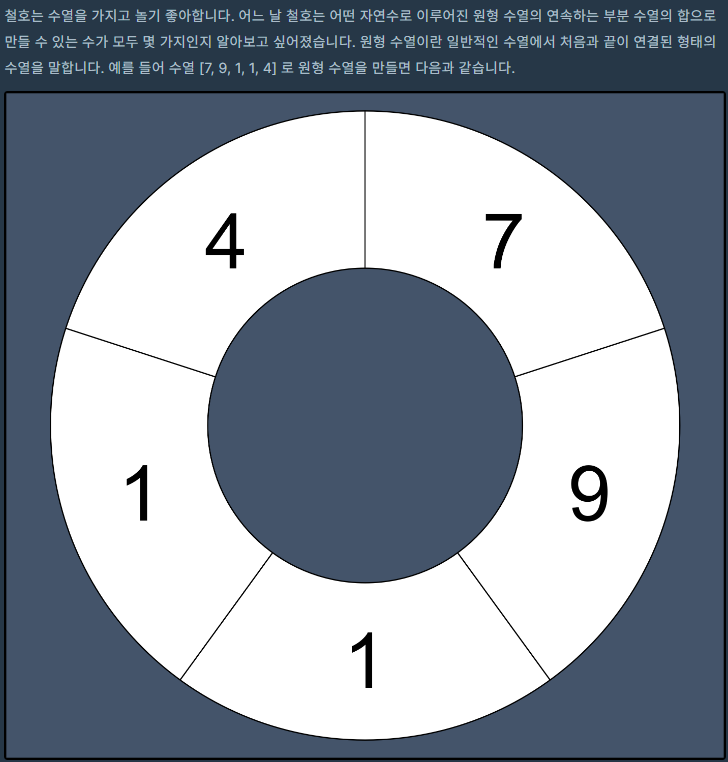 철호는 수열을 가지고 놀기 좋아합니다. 어느 날 철호는 어떤 자연수로 이루어진 원형 수열의 연속하는 부분 수열의 합으로
만들 수 있는 수가 모두 몇 가지인지 알아보고 싶어졌습니다. 원형 수열이란 일반적인 수열에서 처음과 끝이 연결된 형태의
수열을 말합니다. 예를 들어 수열 [7, 9, 1, 1, 4] 로 원형 수열을 만들면 다음과 같습니다.
4
7
1
9
1